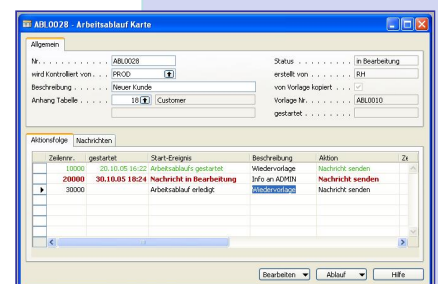 ABL0028 - Arbeitsablauf Karte
Allgemein
Nr. . . . . . . . . . . . ABL0028 Status . . . . . . . . . in Bearbeitung
wird Kontrolliert von . . . PROD erstellt von . . . . . . . RH
Beschreibung . . . . . . Neuer Kunde von Vorlage kopiert . . .
Anhang Tabelle . . . . . 18 Customer Vorlage Nr. . . . . . . . ABL0010
gestartet . . . . . . . .
Aktionsfolge Nachrichten
Zeilennr. gestartet Start-Ereignis Beschreibung Aktion Ze
10000 20.10.05 16:22 Arbeitsablaufs gestartet Wiedervorlage Nachricht senden
20000 30.10.05 18:24 Nachricht in Bearbeitung Info an ADMIN Nachricht senden
30000 Arbeitsablauf erledigt Wiedervorlage Nachricht senden
Bearbeiten Ablauf Hilfe